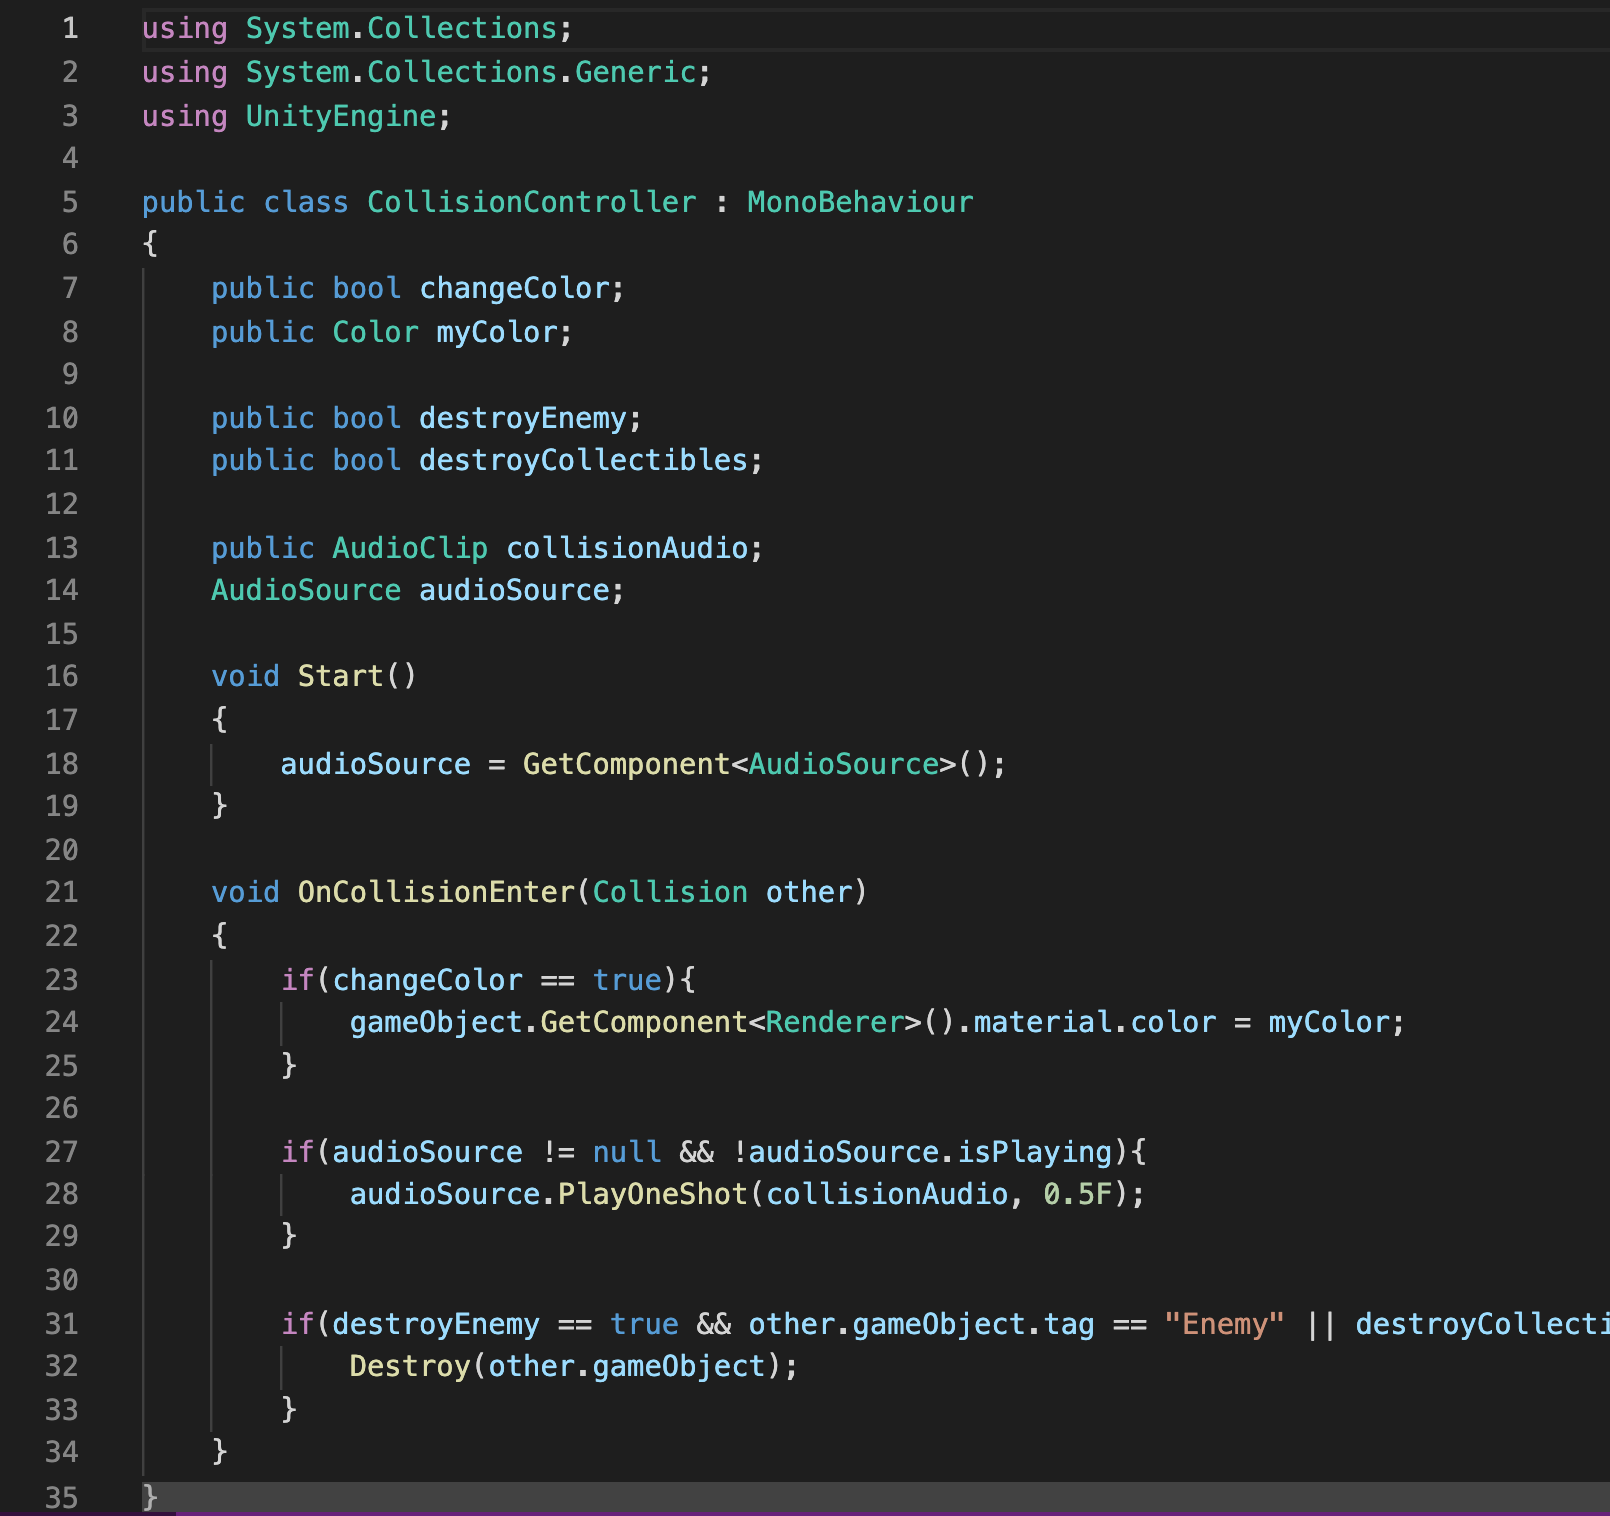 1 using System.Collections;
2 using System.Collections.Generic;
3 using UnityEngine;
4
5 public class CollisionController : MonoBehaviour
6 {
7     public bool changeColor;
8     public Color myColor;
9
10     public bool destroyEnemy;
11     public bool destroyCollectibles;
12
13     public AudioClip collisionAudio;
14     AudioSource audioSource;
15
16     void Start()
17     {
18         audioSource = GetComponent<AudioSource>();
19     }
20
21     void OnCollisionEnter(Collision other)
22     {
23         if(changeColor == true){
24             gameObject.GetComponent<Renderer>().material.color = myColor;
25         }
26
27         if(audioSource != null && !audioSource.isPlaying){
28             audioSource.PlayOneShot(collisionAudio, 0.5F);
29         }
30
31         if(destroyEnemy == true && other.gameObject.tag == "Enemy" || destroyCollecti
32             Destroy(other.gameObject);
33         }
34     }
35 }